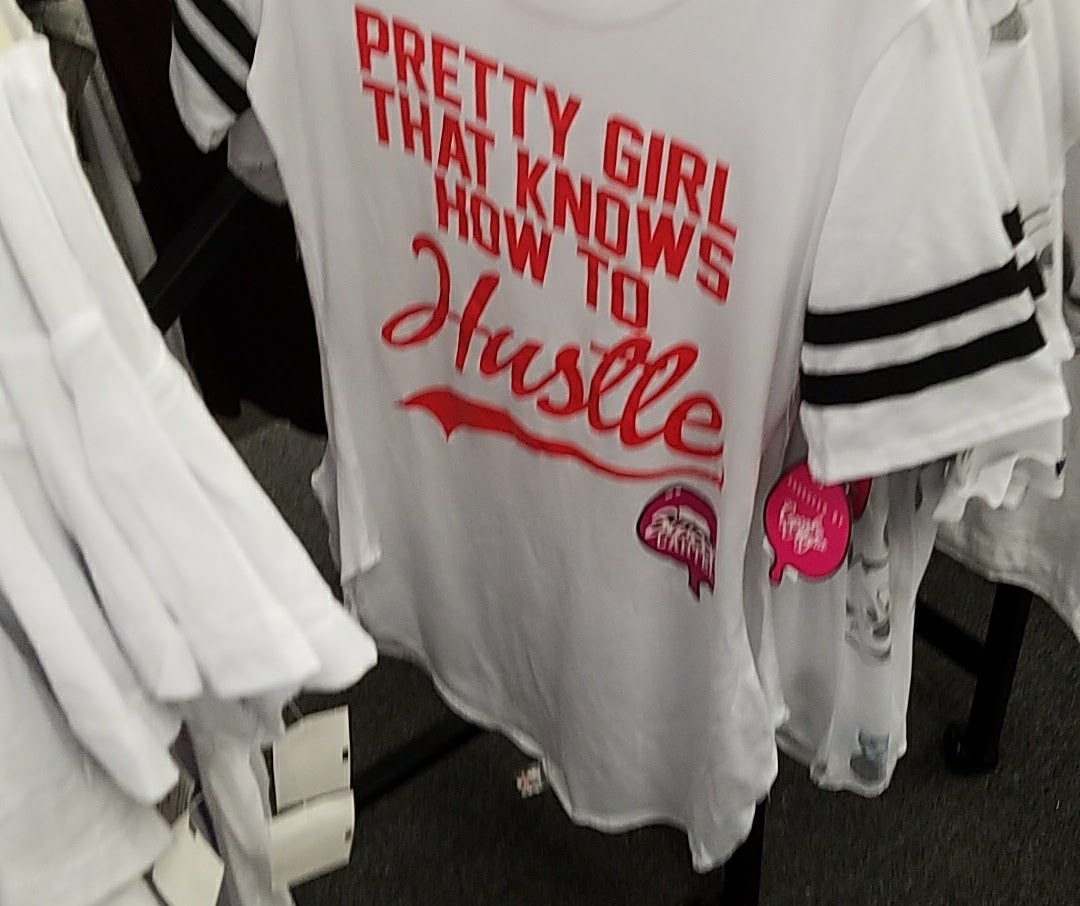 PRETTY GIRL
THAT KNOWS
HOW TO
Hustle